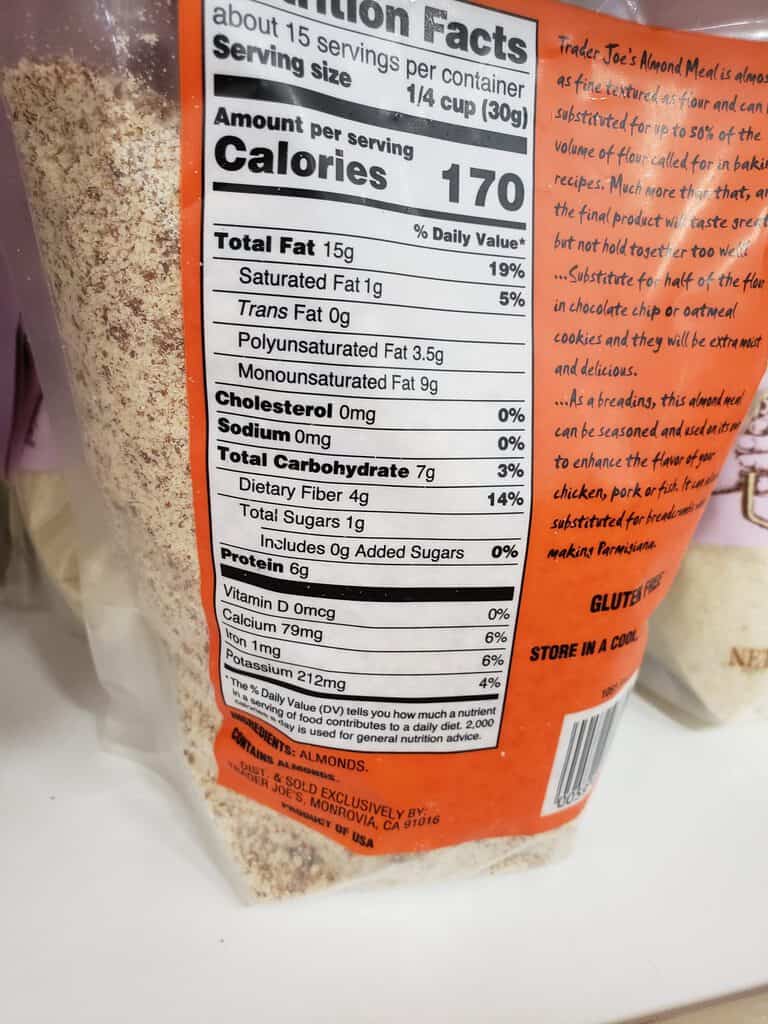 Facts
about 15 servings per container
Serving size 1/4 cup (30g)
Amount per serving
Calories 170
% Daily Value*
Total Fat 15g 19%
Saturated Fat 1g 5%
Trans Fat 0g
Polyunsaturated Fat 3.5g
Monounsaturated Fat 9g
Cholesterol 0mg 0%
Sodium 0mg 0%
Total Carbohydrate 7g 3%
Dietary Fiber 4g 14%
Total Sugars 1g
Includes 0g Added Sugars 0%
Protein 6g
Vitamin D 0mcg 0%
Calcium 79mg 6%
Iron 1mg 6%
Potassium 212mg 4%
*The % Daily Value (DV) tells you how much a nutrient
in a serving of food contributes to a daily diet. 2,000
calories a day is used for general nutrition advice.
INGREDIENTS: ALMONDS.
CONTAINS ALMONDS.
DIST. & SOLD EXCLUSIVELY BY:
TRADER JOE'S, MONROVIA, CA 91016
PRODUCT OF USA
Trader Joe's Almond Meal is
as fine textured as flour and can
substituted for up to 50% of the
volume of flour called for in
recipes. Much more than that,
the final product will taste great
but not hold together too well.
...Substitute for half of the
in chocolate chip or oatmeal
cookies and they will be extra moist
and delicious.
...As a breading, this almond meal
can be seasoned and used on its
to enhance the flavor of your
chicken, pork or fish. It can
substituted for breadcrumbs
making Parmigiana.
GLUTEN FREE
STORE IN A
NET